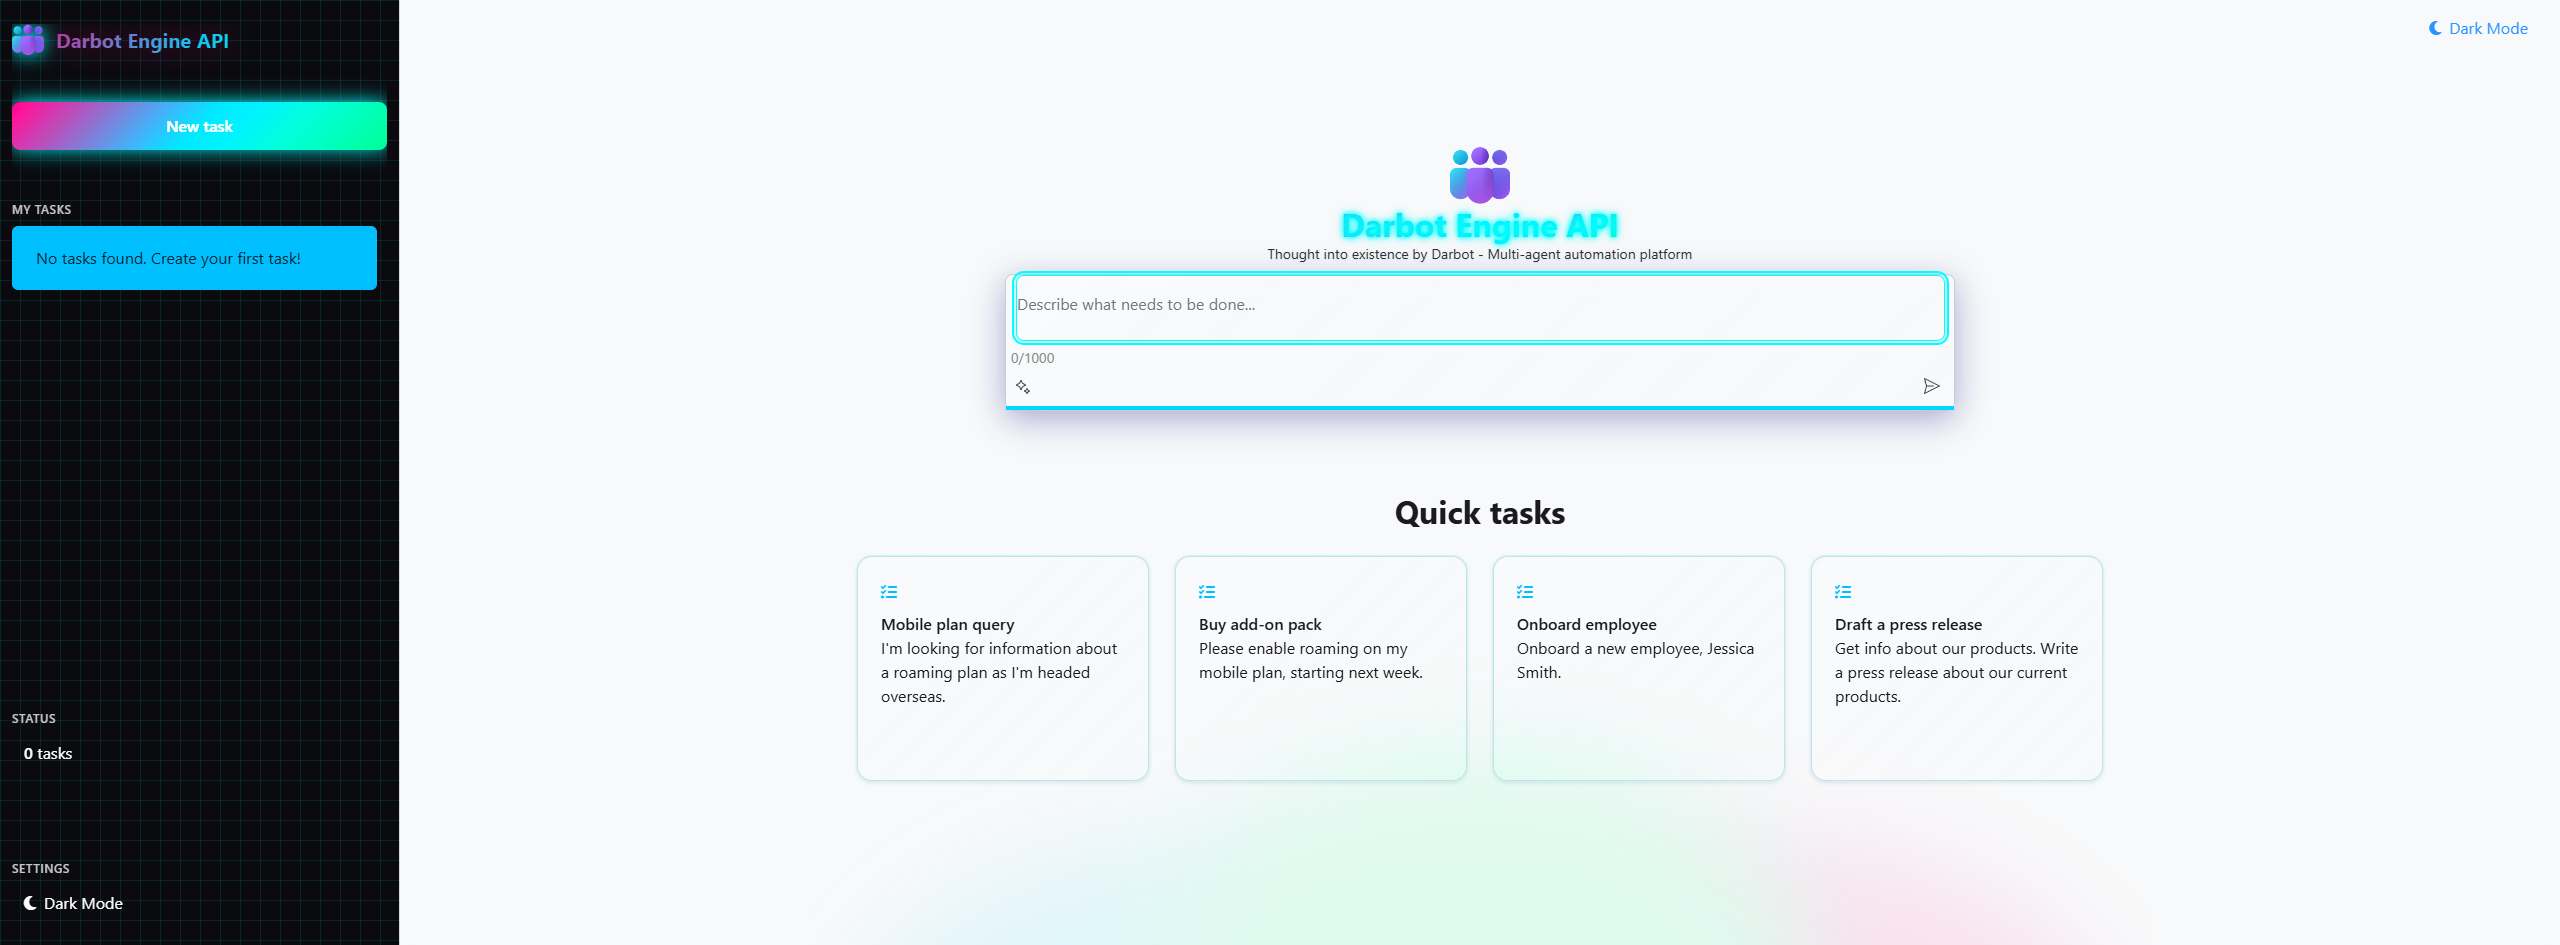 Darbot Engine API
New task
MY TASKS
No tasks found. Create your first task!
STATUS
0 tasks
SETTINGS
Dark Mode
Dark Mode
Darbot Engine API
Thought into existence by Darbot - Multi-agent automation platform
Describe what needs to be done...
0/1000
Quick tasks
Mobile plan query
I'm looking for information about
a roaming plan as I'm headed
overseas.
Buy add-on pack
Please enable roaming on my
mobile plan, starting next week.
Onboard employee
Onboard a new employee, Jessica
Smith.
Draft a press release
Get info about our products. Write
a press release about our current
products.